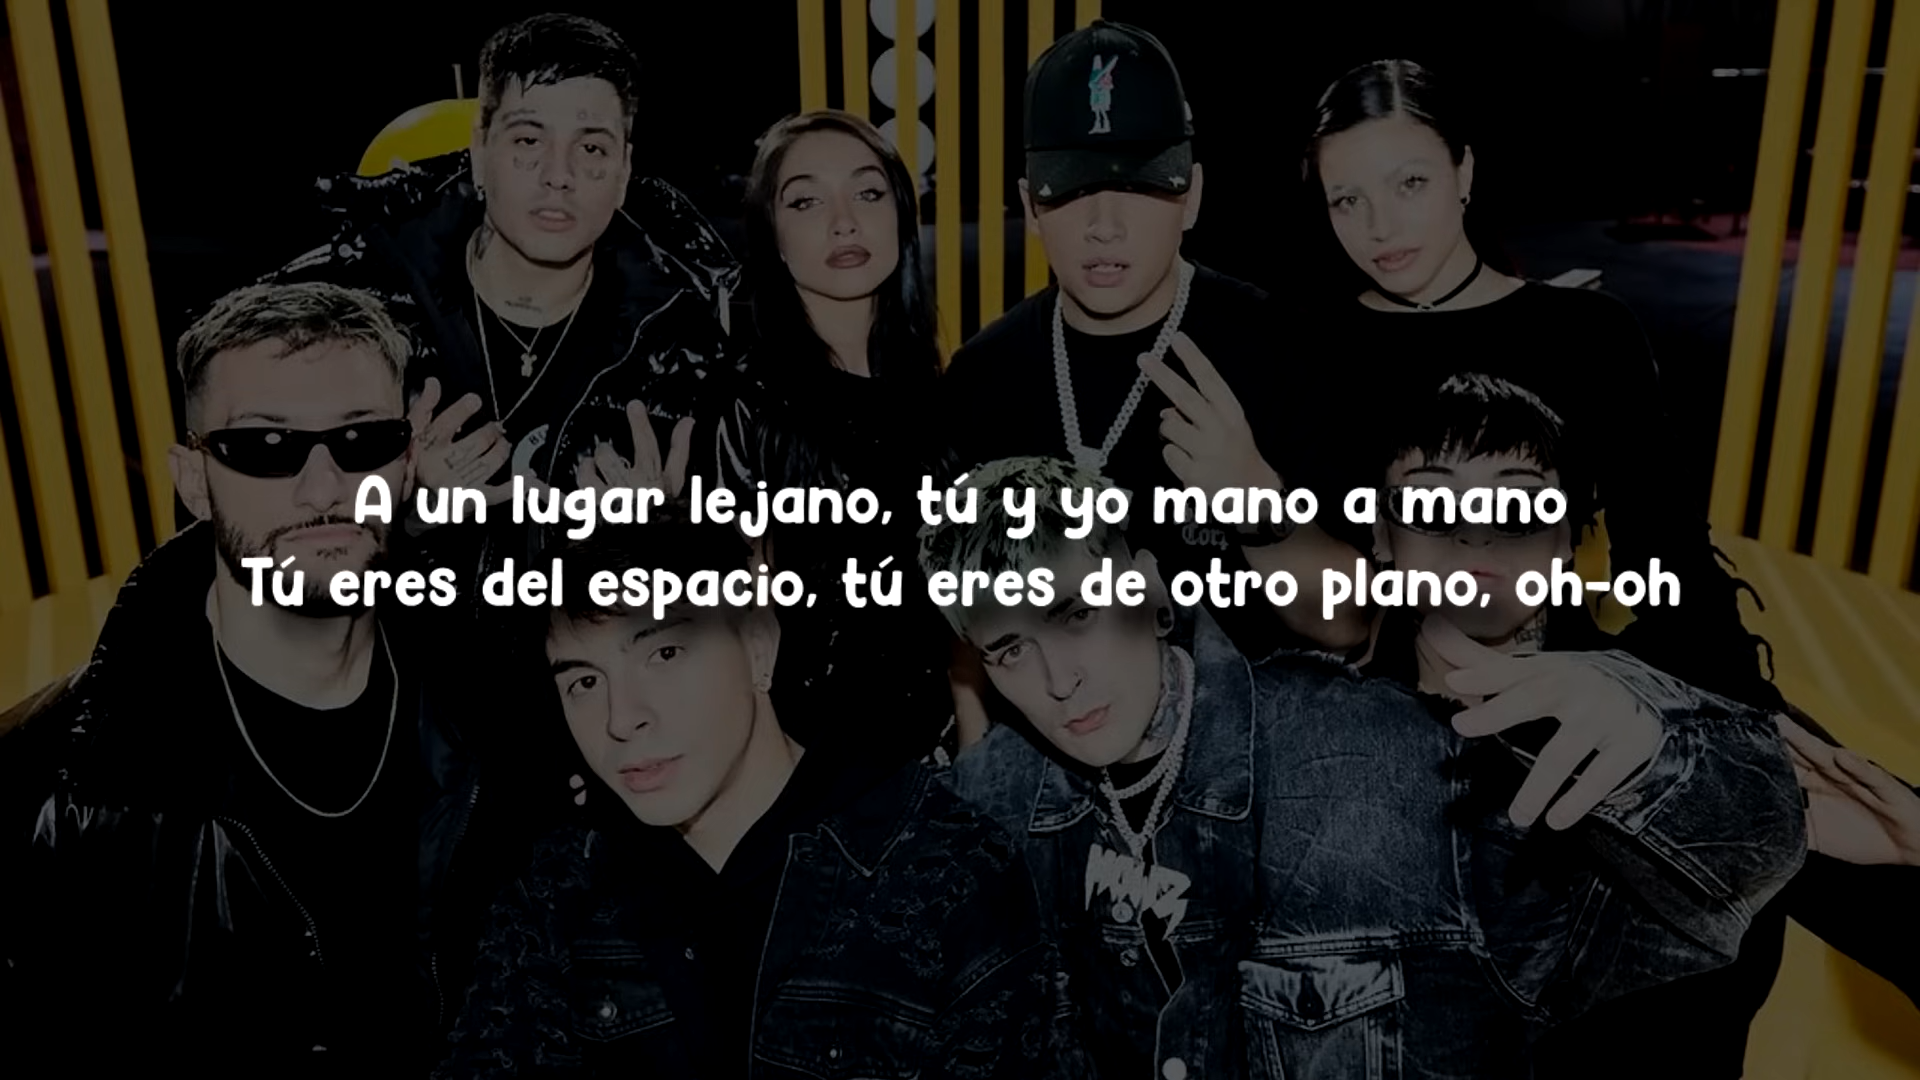 A un lugar lejano, tú y yo mano a mano
Tú eres del espacio, tú eres de otro plano, oh-oh